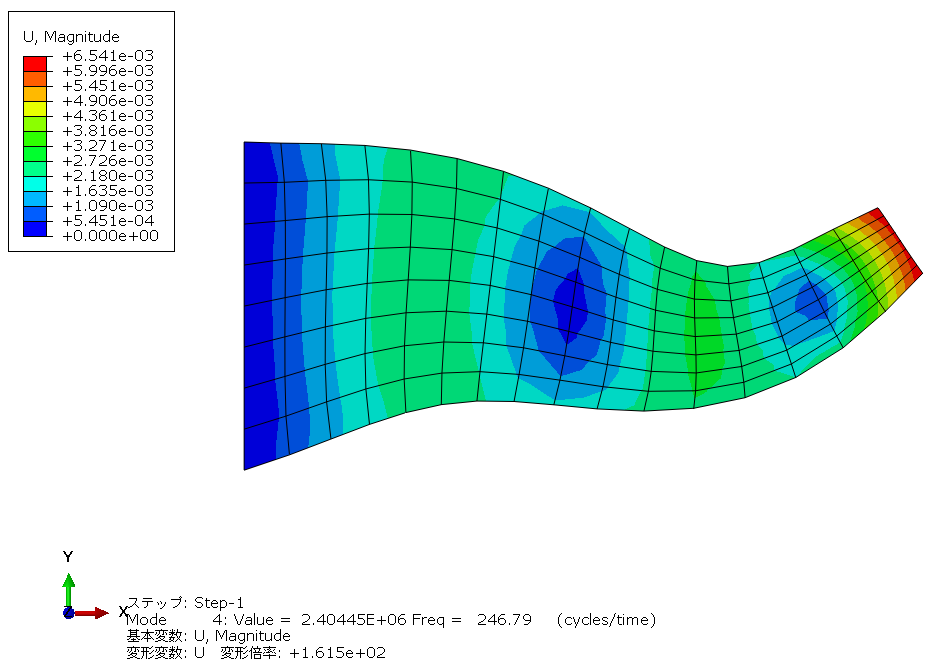 U, Magnitude
+6.541e-03
+5.996e-03
+5.451e-03
+4.906e-03
+4.361e-03
+3.816e-03
+3.271e-03
+2.726e-03
+2.180e-03
+1.635e-03
+1.090e-03
+5.451e-04
+0.000e+00
Y
Z
X
ステップ: Step-1
Mode 4: Value = 2.40445E+06 Freq = 246.79 (cycles/time)
基本変数: U, Magnitude
変形変数: U 変形倍率: +1.615e+02